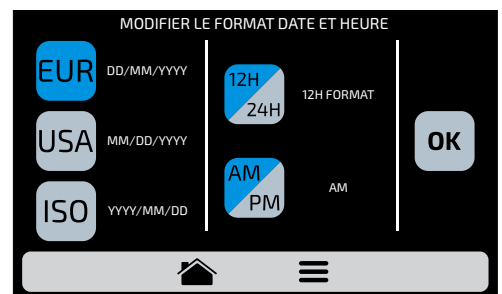 MODIFIER LE FORMAT DATE ET HEURE
EUR DD/MM/YYYY
USA MM/DD/YYYY
ISO YYYY/MM/DD
12H
24H
12H FORMAT
AM
PM
AM
OK